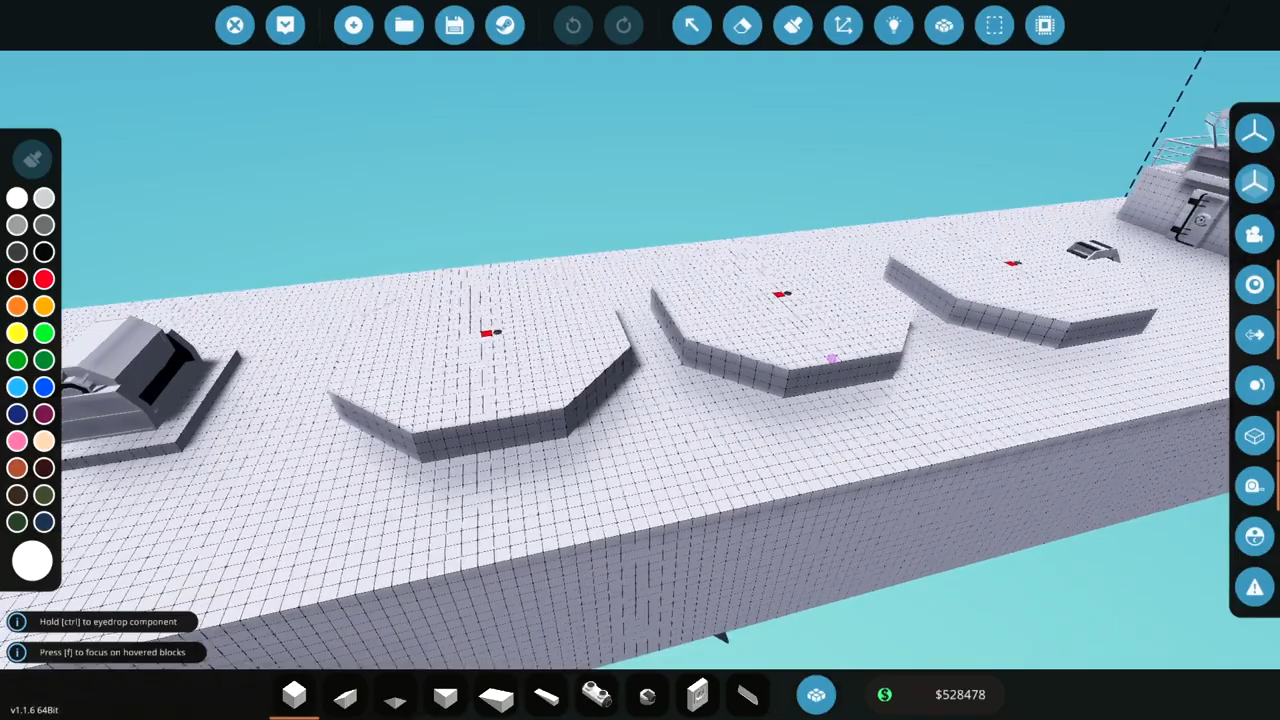 Hold [ctrl] to eyedrop component
Press [f] to focus on hovered blocks
v1.1.6 64Bit
$
$528478